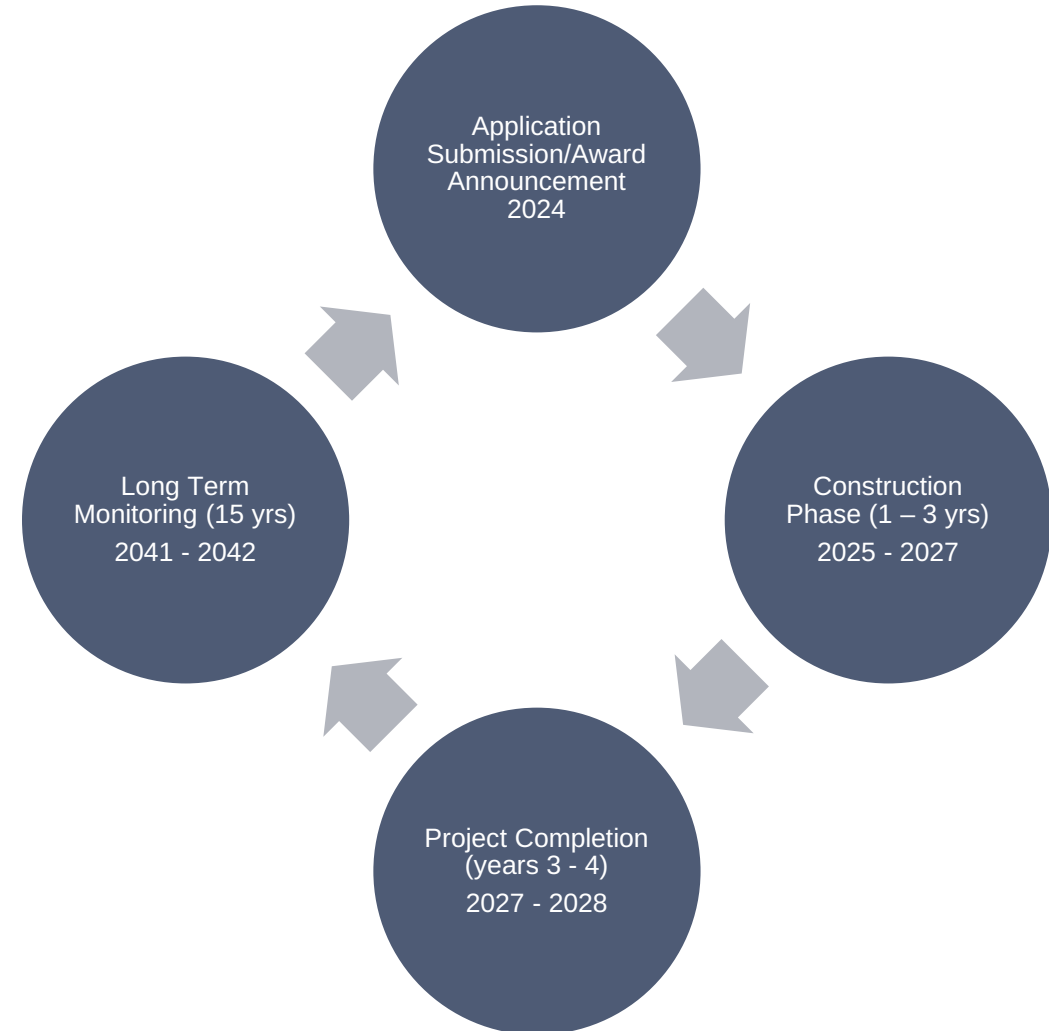 Application
Submission/Award
Announcement
2024
Construction
Phase (1 – 3 yrs)
2025 - 2027
Project Completion
(years 3 - 4)
2027 - 2028
Long Term
Monitoring (15 yrs)
2041 - 2042